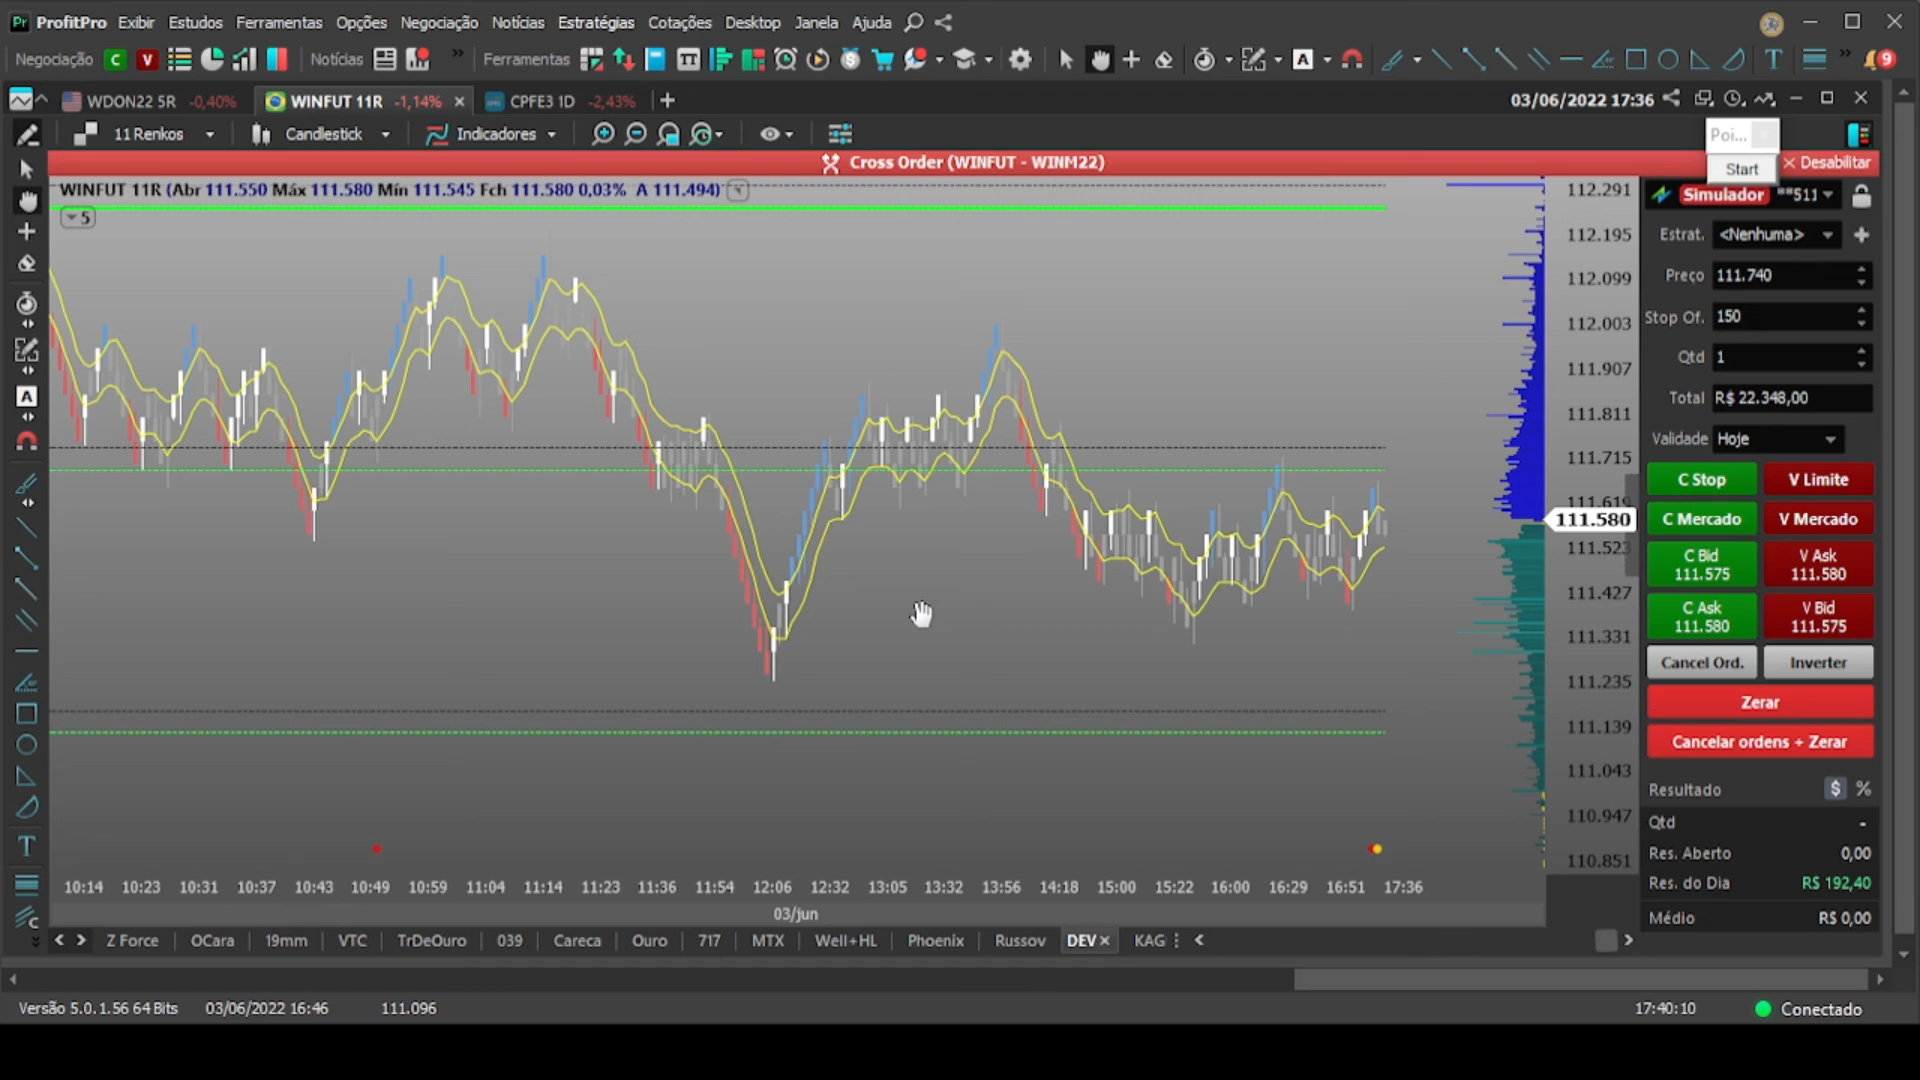 ProfitPro Exibir Estudos Ferramentas Opções Negociação Notícias Estratégias Cotações Desktop Janela Ajuda
Negociação C V Notícias Ferramentas A T 9
WDON22 5R -0,40% WINFUT 11R -1,14% CPFE3 1D -2,43% 03/06/2022 17:36
11 Renkos Candlestick Indicadores Poi...
Cross Order (WINFUT - WINM22) Start Desabilitar
WINFUT 11R (Abr 111.550 Máx 111.580 Mín 111.545 Fch 111.580 0,03% A 111.494)
5
112.291
112.195
112.099
112.003
111.907
111.811
111.715
111.619
111.580
111.523
111.427
111.331
111.235
111.139
111.043
110.947
110.851
Simulador **511
Estrat. <Nenhuma>
Preço 111.740
Stop Of. 150
Qtd 1
Total R$ 22.348,00
Validade Hoje
C Stop V Limite
C Mercado V Mercado
C Bid V Ask
111.575 111.580
C Ask V Bid
111.580 111.575
Cancel Ord. Inverter
Zerar
Cancelar ordens + Zerar
Resultado $ %
Qtd -
Res. Aberto 0,00
Res. do Dia R$ 192,40
Médio R$ 0,00
A
T
C
10:14 10:23 10:31 10:37 10:43 10:49 10:59 11:04 11:14 11:23 11:36 11:54 12:06 12:32 13:05 13:32 13:56 14:18 15:00 15:22 16:00 16:29 16:51 17:36
03/jun
Z Force OCara 19mm VTC TrDeOuro 039 Careca Ouro 717 MTX Well+HL Phoenix Russov DEV KAG
Versão 5.0.1.56 64 Bits 03/06/2022 16:46 111.096 17:40:10 Conectado